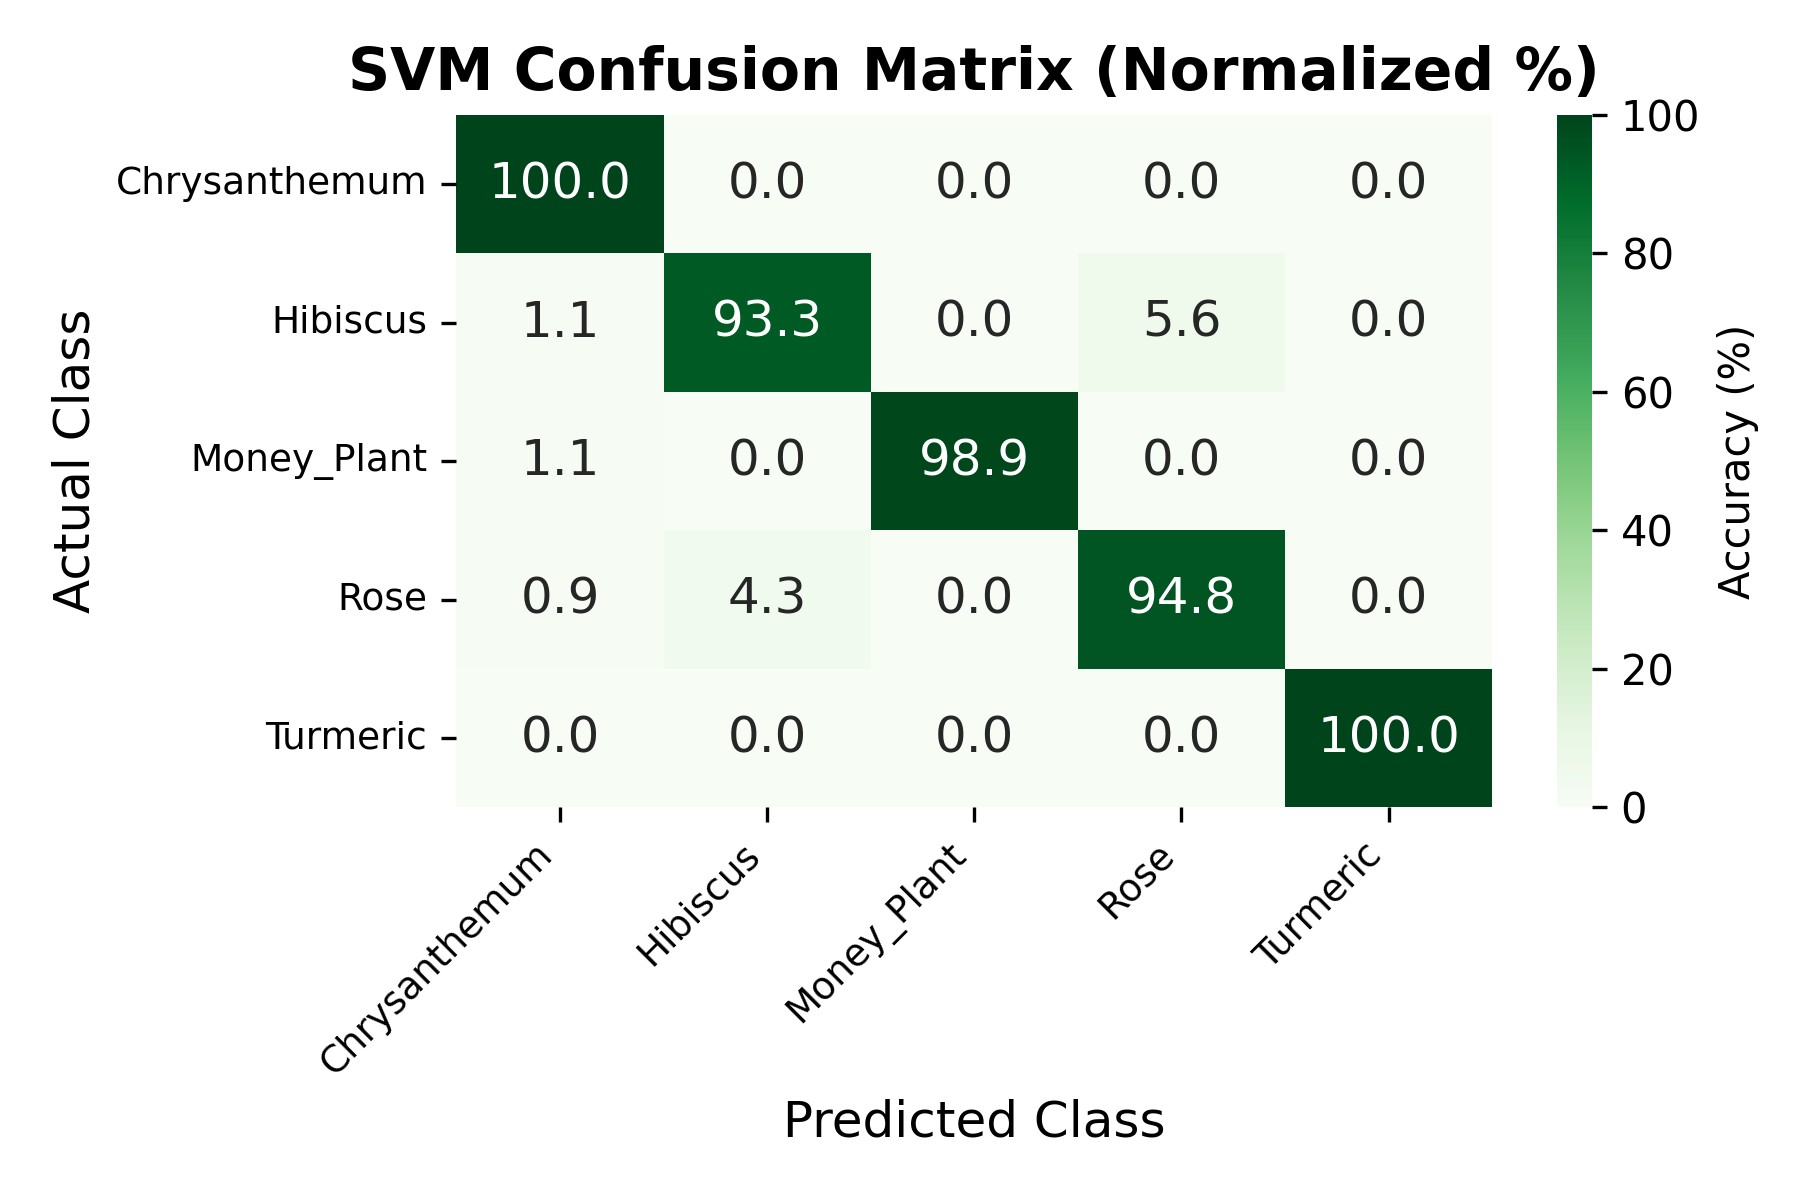 SVM Confusion Matrix (Normalized %)
Actual Class
Chrysanthemum 100.0 0.0 0.0 0.0 0.0
Hibiscus 1.1 93.3 0.0 5.6 0.0
Money_Plant 1.1 0.0 98.9 0.0 0.0
Rose 0.9 4.3 0.0 94.8 0.0
Turmeric 0.0 0.0 0.0 0.0 100.0
Chrysanthemum Hibiscus Money_Plant Rose Turmeric
Predicted Class
100
80
60
40
20
0
Accuracy (%)